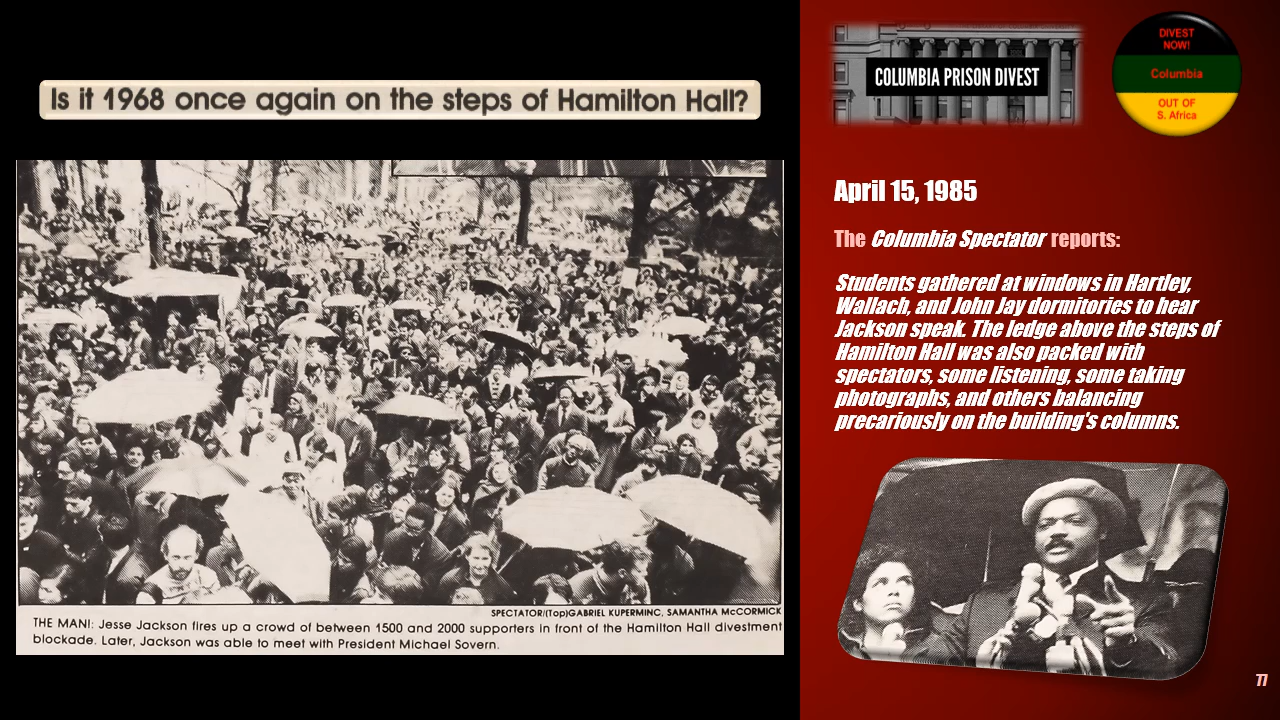 Is it 1968 once again on the steps of Hamilton Hall?
SPECTATOR/(Top)GABRIEL KUPERMINC, SAMANTHA McCORMICK
THE MAN!: Jesse Jackson fires up a crowd of between 1500 and 2000 supporters in front of the Hamilton Hall divestment
blockade. Later, Jackson was able to meet with President Michael Sovern.
COLUMBIA PRISON DIVEST
DIVEST
NOW!
Columbia
OUT OF
S. Africa
April 15, 1985
The Columbia Spectator reports:
Students gathered at windows in Hartley,
Wallach, and John Jay dormitories to hear
Jackson speak. The ledge above the steps of
Hamilton Hall was also packed with
spectators, some listening, some taking
photographs, and others balancing
precariously on the building's columns.
77